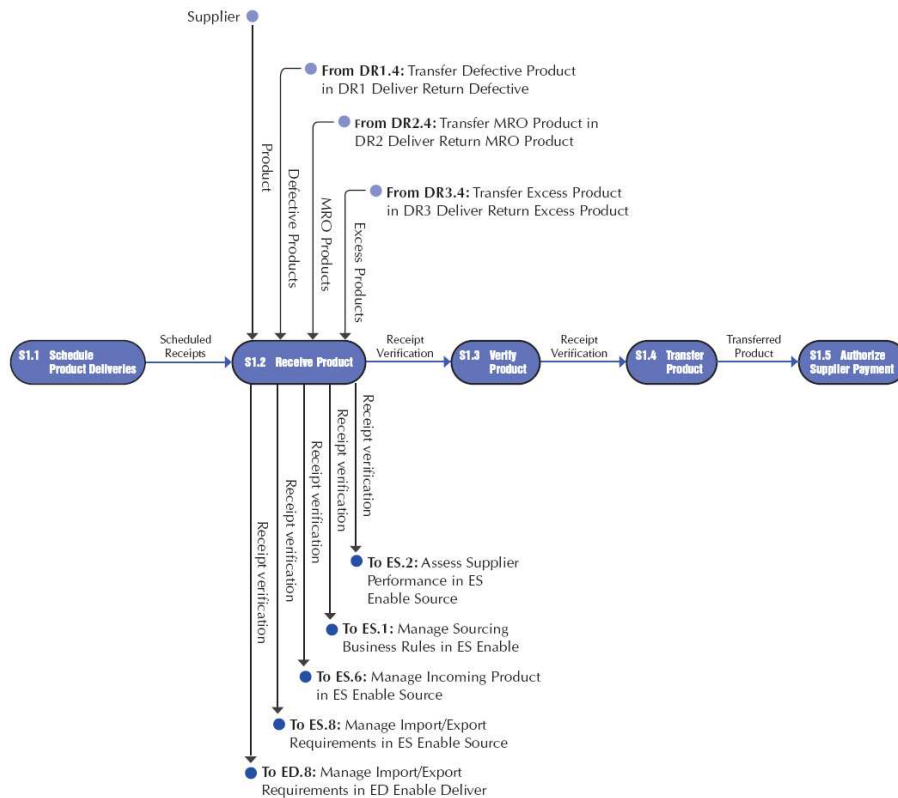 Supplier
From DR1.4: Transfer Defective Product
in DR1 Deliver Return Defective
From DR2.4: Transfer MRO Product in
DR2 Deliver Return MRO Product
From DR3.4: Transfer Excess Product
in DR3 Deliver Return Excess Product
Product
Defective Products
MRO Products
Excess Products
S1.1 Schedule
Product Deliveries
Scheduled
Receipts
S1.2 Receive Product
Receipt
Verification
S1.3 Verify
Product
Receipt
Verification
S1.4 Transfer
Product
Transferred
Product
S1.5 Authorize
Supplier Payment
Receipt verification
Receipt verification
Receipt verification
Receipt verification
Receipt verification
To ES.2: Assess Supplier
Performance in ES
Enable Source
To ES.1: Manage Sourcing
Business Rules in ES Enable
To ES.6: Manage Incoming Product
in ES Enable Source
To ES.8: Manage Import/Export
Requirements in ES Enable Source
To ED.8: Manage Import/Export
Requirements in ED Enable Deliver